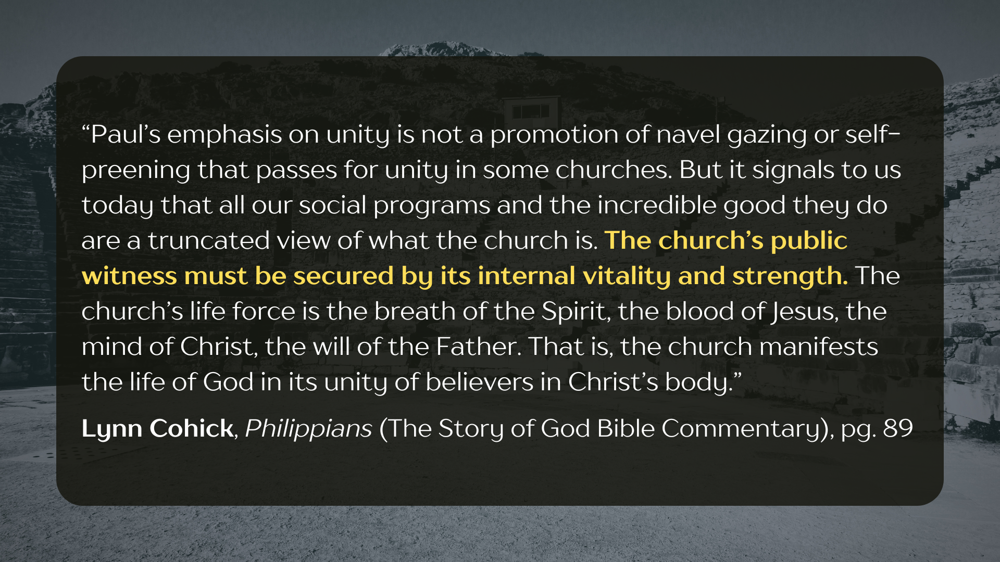 “Paul’s emphasis on unity is not a promotion of navel gazing or self-
preening that passes for unity in some churches. But it signals to us
today that all our social programs and the incredible good they do
are a truncated view of what the church is. The church’s public
witness must be secured by its internal vitality and strength. The
church’s life force is the breath of the Spirit, the blood of Jesus, the
mind of Christ, the will of the Father. That is, the church manifests
the life of God in its unity of believers in Christ’s body.”
Lynn Cohick, Philippians (The Story of God Bible Commentary), pg. 89